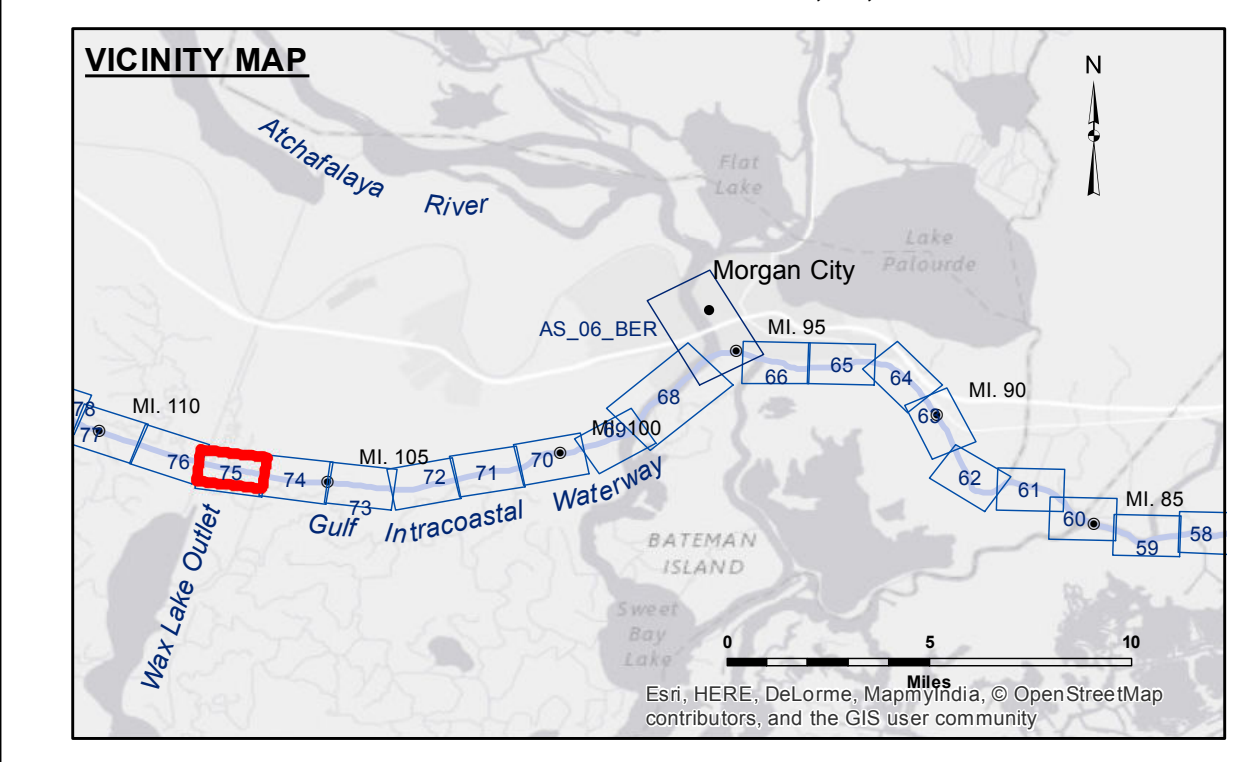 VICINITY MAP
N
Atchafalaya
River
Flat
Lake
Lake
Palourde
Morgan City
AS_06_BER
MI. 95
66
65
64
MI. 90
63
68
MI. 100
69
78
77
MI. 110
76
75
74
MI. 105
73
72
71
70
62
61
60
MI. 85
59
58
Gulf
Intracoastal
Waterway
Wax Lake Outlet
BATEMAN
ISLAND
Sweet
Bay
Lake
0
5
10
Miles
Esri, HERE, DeLorme, MapmyIndia, © OpenStreetMap
contributors, and the GIS user community